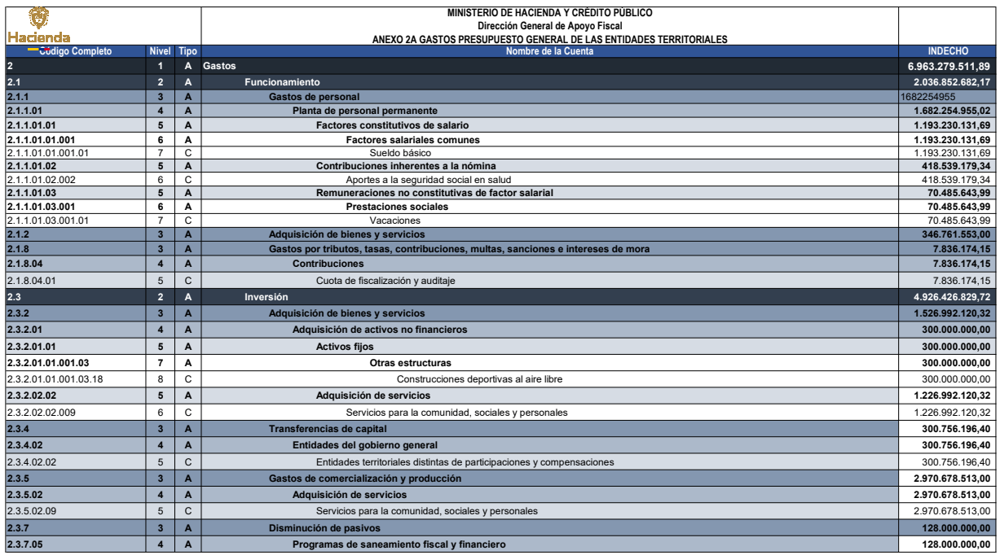 Hacienda
MINISTERIO DE HACIENDA Y CRÉDITO PÚBLICO
Dirección General de Apoyo Fiscal
ANEXO 2A GASTOS PRESUPUESTO GENERAL DE LAS ENTIDADES TERRITORIALES
Código Completo Nivel Tipo Nombre de la Cuenta INDECHO
2 1 A Gastos 6.963.279.511,89
2.1 2 A Funcionamiento 2.036.852.682,17
2.1.1 3 A Gastos de personal 1682254955
2.1.1.01 4 A Planta de personal permanente 1.682.254.955,02
2.1.1.01.01 5 A Factores constitutivos de salario 1.193.230.131,69
2.1.1.01.01.001 6 A Factores salariales comunes 1.193.230.131,69
2.1.1.01.01.001.01 7 C Sueldo básico 1.193.230.131,69
2.1.1.01.02 5 A Contribuciones inherentes a la nómina 418.539.179,34
2.1.1.01.02.002 6 C Aportes a la seguridad social en salud 418.539.179,34
2.1.1.01.03 5 A Remuneraciones no constitutivas de factor salarial 70.485.643,99
2.1.1.01.03.001 6 A Prestaciones sociales 70.485.643,99
2.1.1.01.03.001.01 7 C Vacaciones 70.485.643,99
2.1.2 3 A Adquisición de bienes y servicios 346.761.553,00
2.1.8 3 A Gastos por tributos, tasas, contribuciones, multas, sanciones e intereses de mora 7.836.174,15
2.1.8.04 4 A Contribuciones 7.836.174,15
2.1.8.04.01 5 C Cuota de fiscalización y auditaje 7.836.174,15
2.3 2 A Inversión 4.926.426.829,72
2.3.2 3 A Adquisición de bienes y servicios 1.526.992.120,32
2.3.2.01 4 A Adquisición de activos no financieros 300.000.000,00
2.3.2.01.01 5 A Activos fijos 300.000.000,00
2.3.2.01.01.001.03 7 A Otras estructuras 300.000.000,00
2.3.2.01.01.001.03.18 8 C Construcciones deportivas al aire libre 300.000.000,00
2.3.2.02.02 5 A Adquisición de servicios 1.226.992.120,32
2.3.2.02.02.009 6 C Servicios para la comunidad, sociales y personales 1.226.992.120,32
2.3.4 3 A Transferencias de capital 300.756.196,40
2.3.4.02 4 A Entidades del gobierno general 300.756.196,40
2.3.4.02.02 5 C Entidades territoriales distintas de participaciones y compensaciones 300.756.196,40
2.3.5 3 A Gastos de comercialización y producción 2.970.678.513,00
2.3.5.02 4 A Adquisición de servicios 2.970.678.513,00
2.3.5.02.09 5 C Servicios para la comunidad, sociales y personales 2.970.678.513,00
2.3.7 3 A Disminución de pasivos 128.000.000,00
2.3.7.05 4 A Programas de saneamiento fiscal y financiero 128.000.000,00